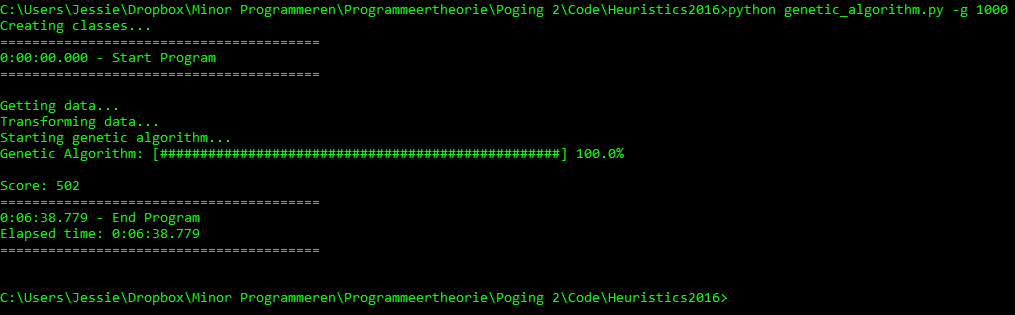 C:\Users\Jessie\Dropbox\Minor Programmeren\Programmeertheorie\Poging 2\Code\Heuristics2016>python genetic_algorithm.py -g 1000
Creating classes...
========================================
0:00:00.000 - Start Program
========================================
Getting data...
Transforming data...
Starting genetic algorithm...
Genetic Algorithm: [##################################################] 100.0%
Score: 502
========================================
0:06:38.779 - End Program
Elapsed time: 0:06:38.779
========================================
C:\Users\Jessie\Dropbox\Minor Programmeren\Programmeertheorie\Poging 2\Code\Heuristics2016>